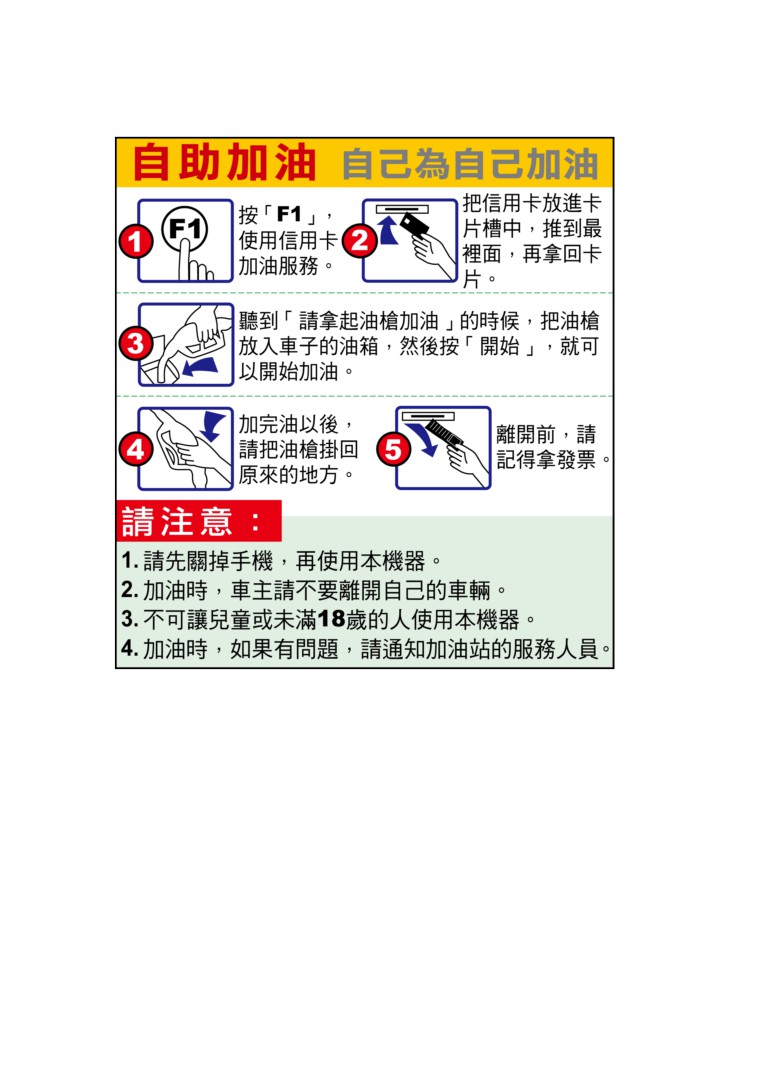 自助加油 自己為自己加油
F1
1
按「F1」，
使用信用卡
加油服務。
2
把信用卡放進卡
片槽中，推到最
裡面，再拿回卡
片。
3
聽到「請拿起油槍加油」的時候，把油槍
放入車子的油箱，然後按「開始」，就可
以開始加油。
4
加完油以後，
請把油槍掛回
原來的地方。
5
離開前，請
記得拿發票。
請注意：
1. 請先關掉手機，再使用本機器。
2. 加油時，車主請不要離開自己的車輛。
3. 不可讓兒童或未滿18歲的人使用本機器。
4. 加油時，如果有問題，請通知加油站的服務人員。